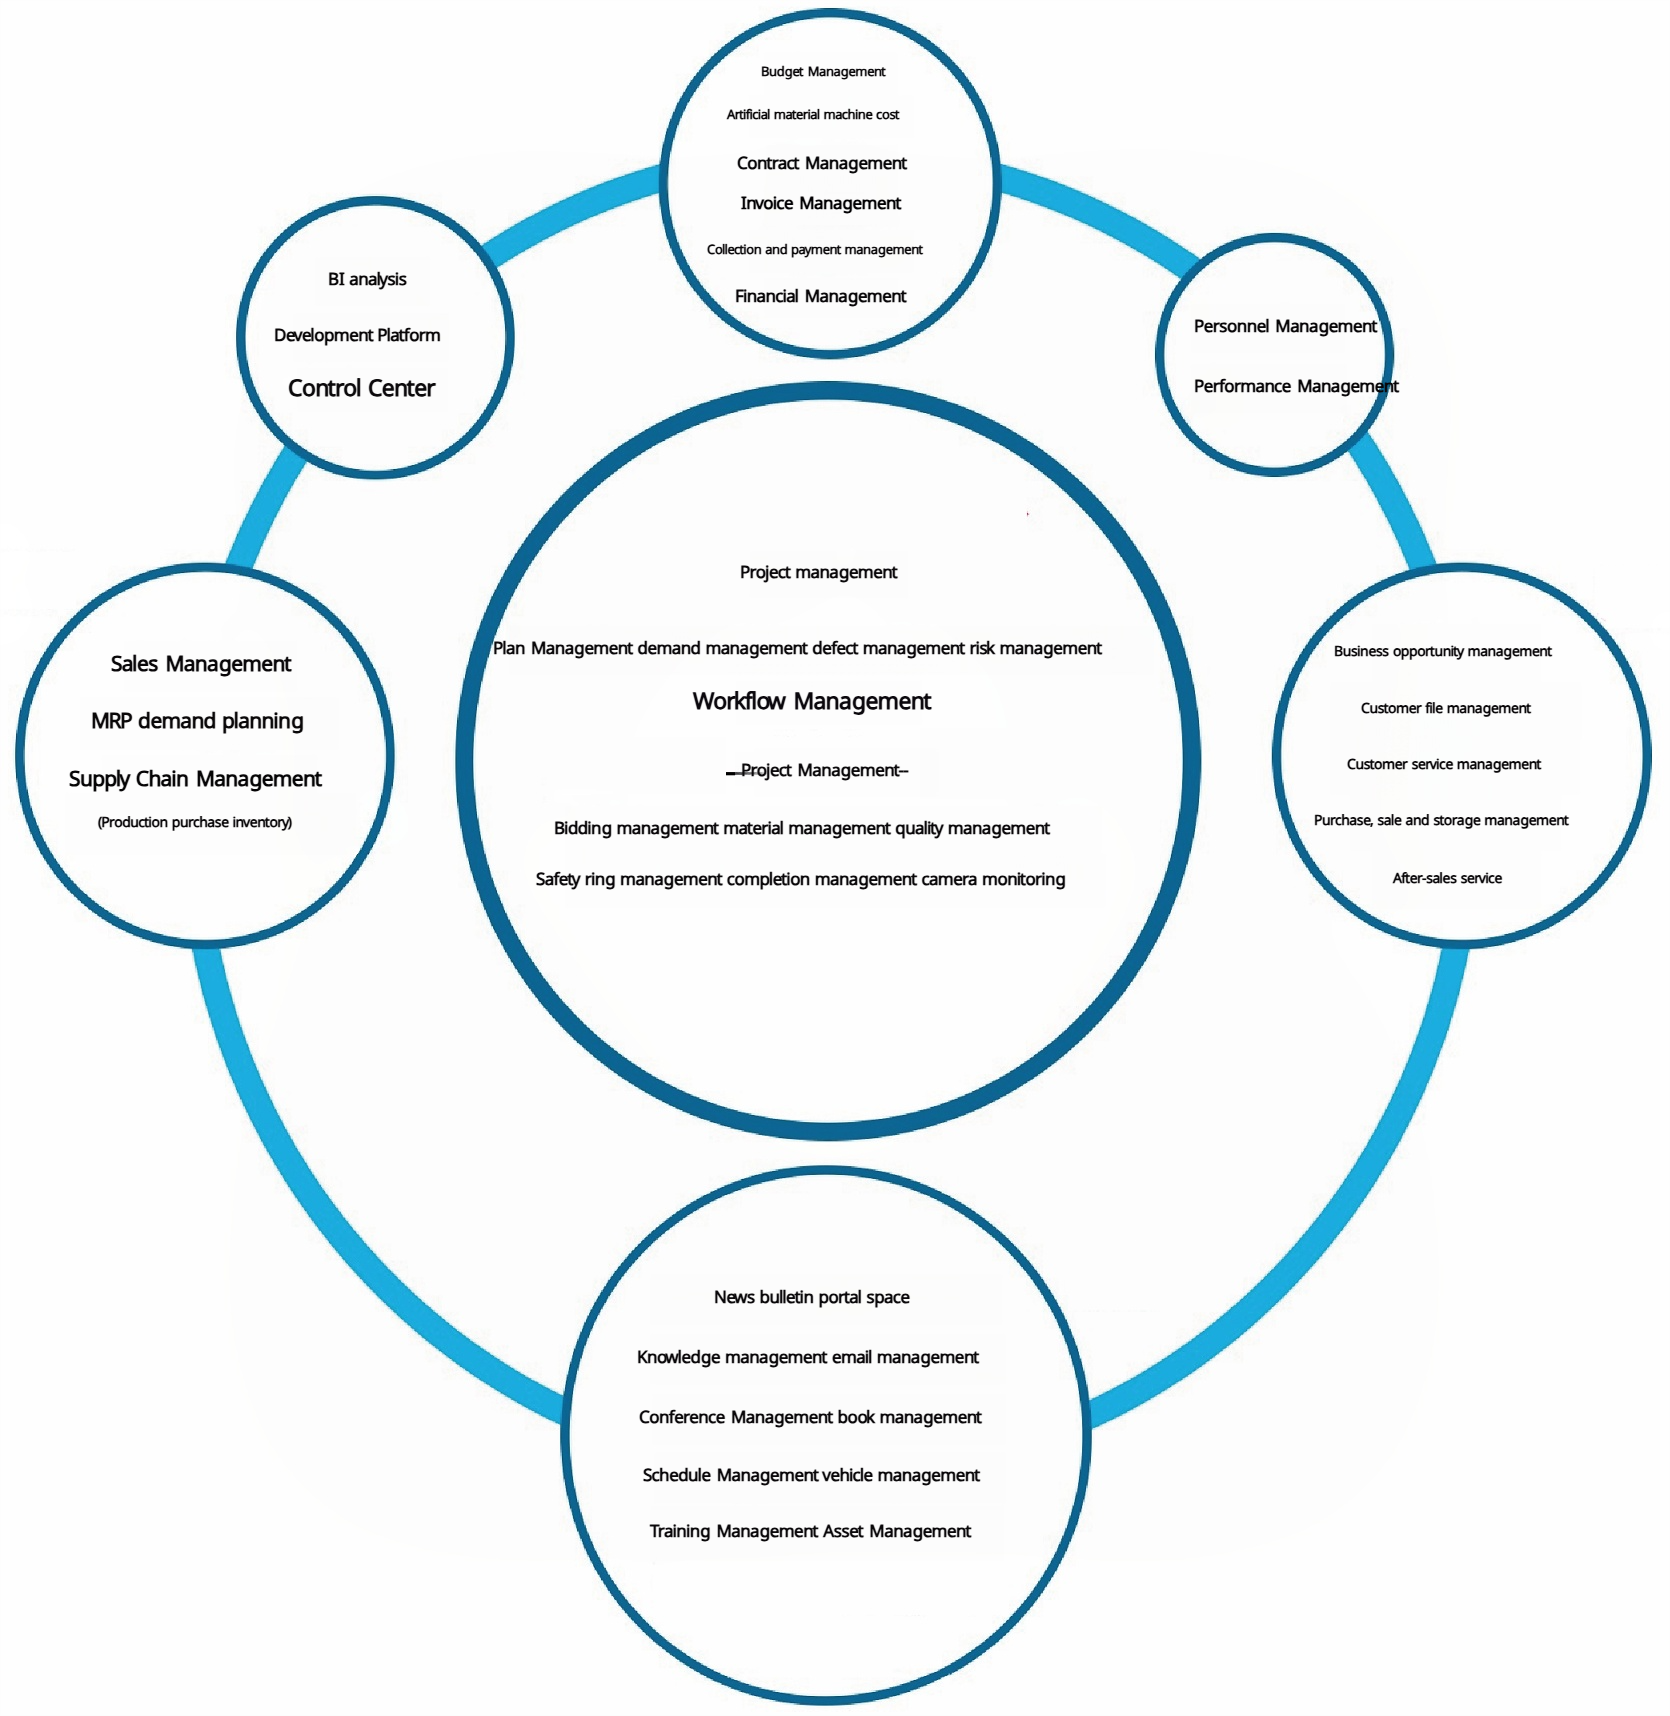 Budget Management
Artificial material machine cost
Contract Management
Invoice Management
Collection and payment management
Financial Management
BI analysis
Development Platform
Control Center
Personnel Management
Performance Management
Project management
Plan Management demand management defect management risk management
Workflow Management
—Project Management--
Bidding management material management quality management
Safety ring management completion management camera monitoring
Sales Management
MRP demand planning
Supply Chain Management
(Production purchase inventory)
Business opportunity management
Customer file management
Customer service management
Purchase, sale and storage management
After-sales service
News bulletin portal space
Knowledge management email management
Conference Management book management
Schedule Management vehicle management
Training Management Asset Management